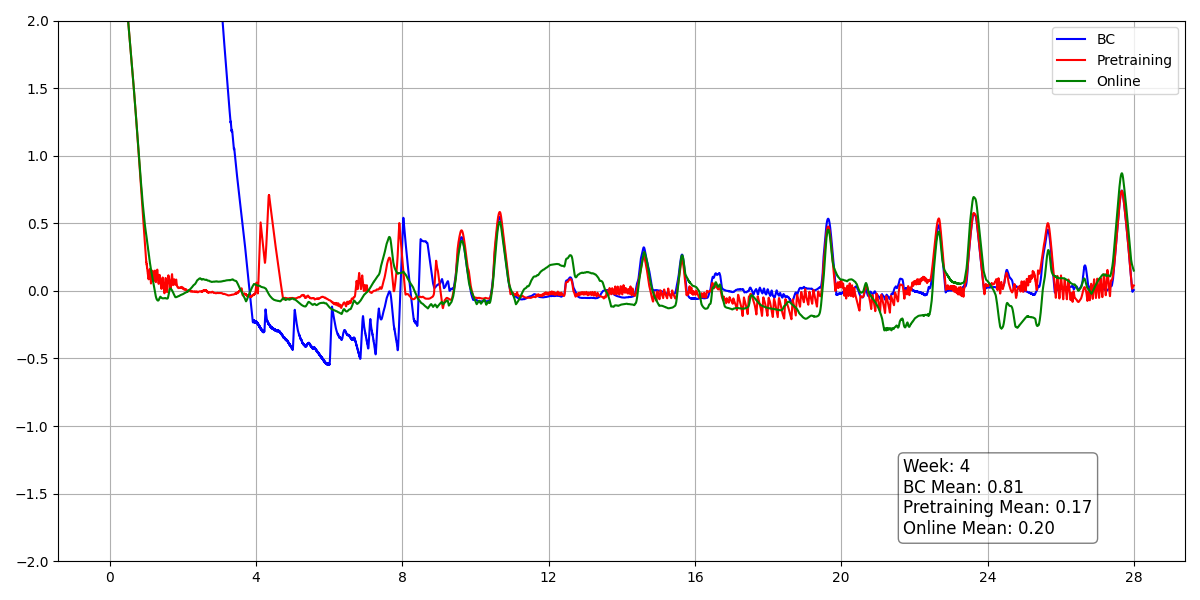 2.0
1.5
1.0
0.5
0.0
−0.5
−1.0
−1.5
−2.0
0 4 8 12 16 20 24 28
BC
Pretraining
Online
Week: 4
BC Mean: 0.81
Pretraining Mean: 0.17
Online Mean: 0.20